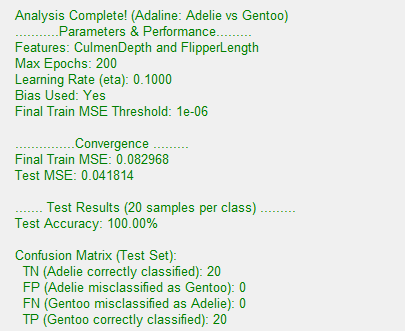 Analysis Complete! (Adaline: Adelie vs Gentoo)
...........Parameters & Performance.........
Features: CulmenDepth and FlipperLength
Max Epochs: 200
Learning Rate (eta): 0.1000
Bias Used: Yes
Final Train MSE Threshold: 1e-06
...............Convergence .........
Final Train MSE: 0.082968
Test MSE: 0.041814
....... Test Results (20 samples per class) .........
Test Accuracy: 100.00%
Confusion Matrix (Test Set):
TN (Adelie correctly classified): 20
FP (Adelie misclassified as Gentoo): 0
FN (Gentoo misclassified as Adelie): 0
TP (Gentoo correctly classified): 20